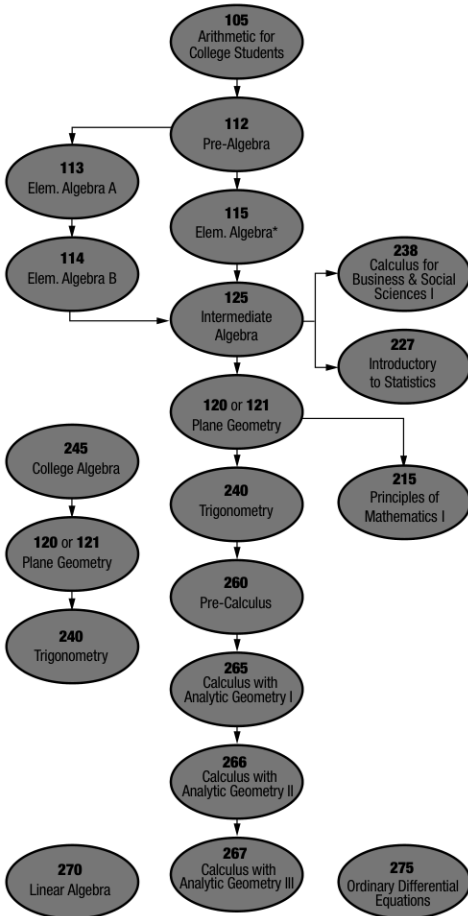 105
Arithmetic for
College Students
112
Pre-Algebra
113
Elem. Algebra A
115
Elem. Algebra*
114
Elem. Algebra B
125
Intermediate
Algebra
238
Calculus for
Business & Social
Sciences I
227
Introductory
to Statistics
120 or 121
Plane Geometry
245
College Algebra
240
Trigonometry
215
Principles of
Mathematics I
120 or 121
Plane Geometry
260
Pre-Calculus
240
Trigonometry
265
Calculus with
Analytic Geometry I
266
Calculus with
Analytic Geometry II
270
Linear Algebra
267
Calculus with
Analytic Geometry III
275
Ordinary Differential
Equations